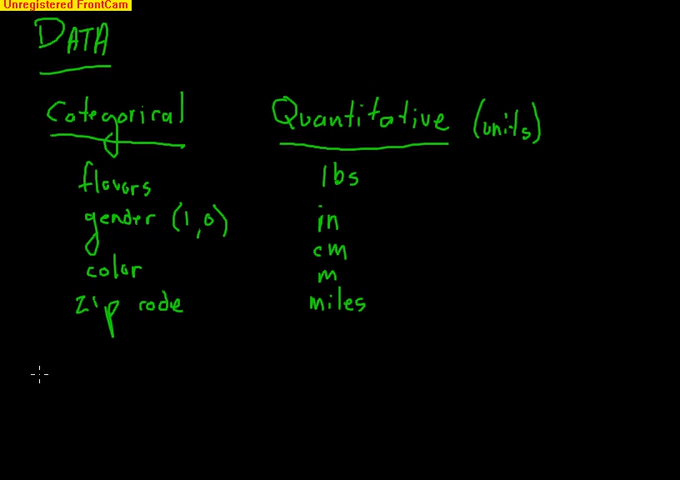 Unregistered FrontCam
DATA
Categorical Quantitative (units)
flavors lbs
gender (1,0) in
cm
color m
zip code miles